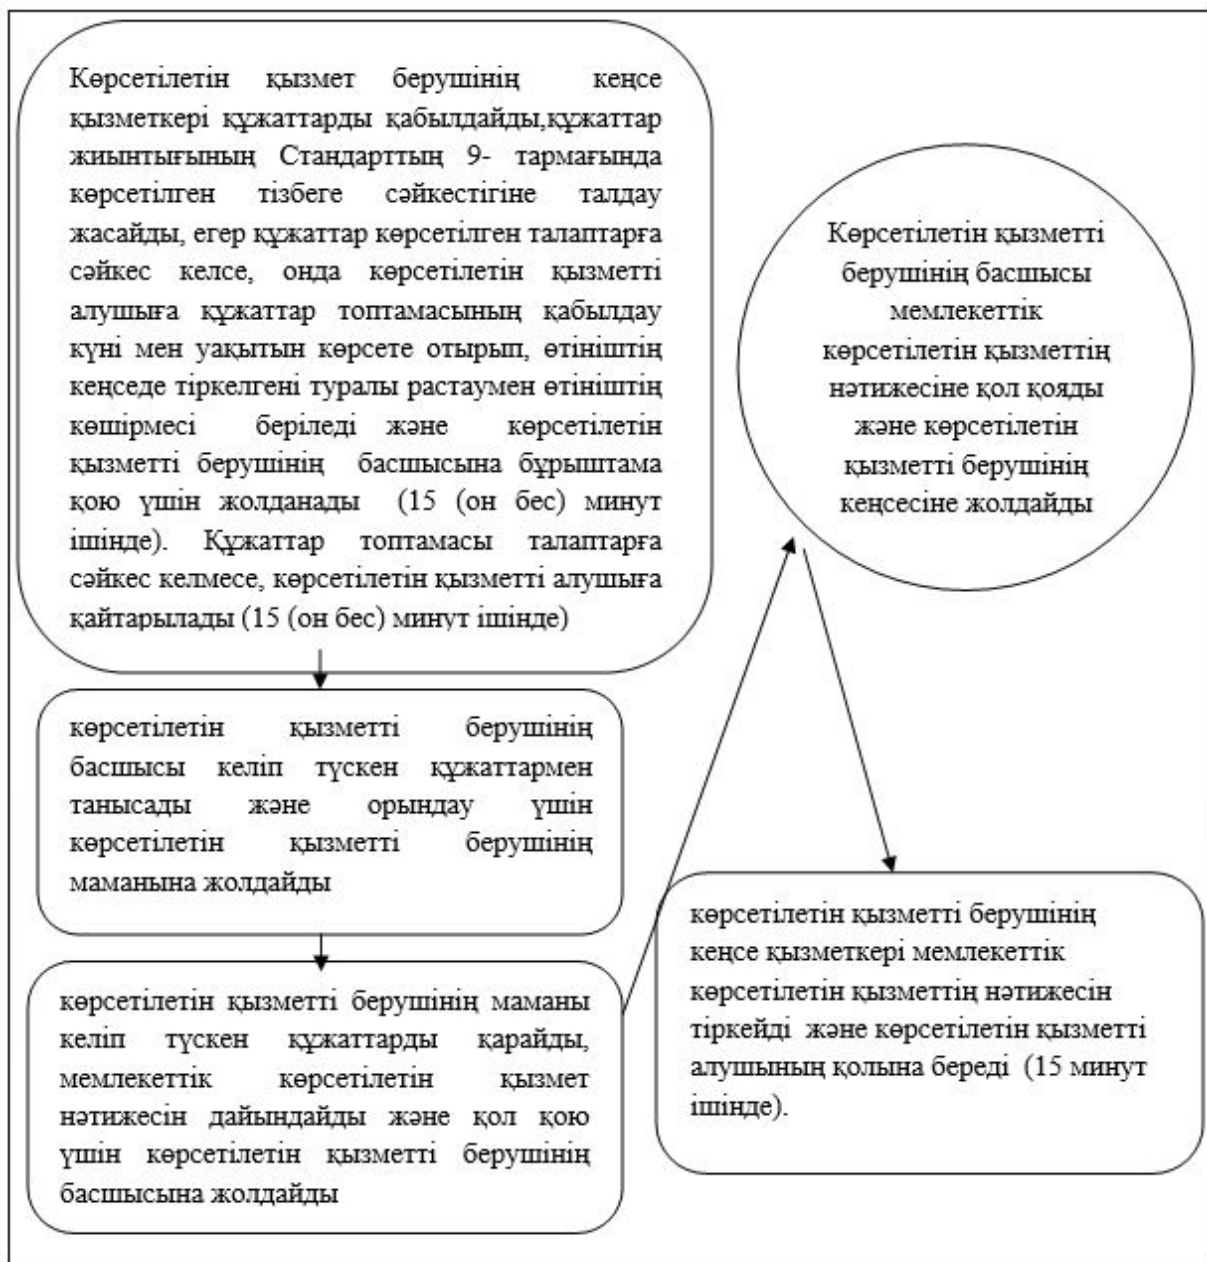 Көрсетілетін қызмет берушінің кеңсе
қызметкері құжаттарды қабылдайды,құжаттар
жиынтығының Стандарттың 9- тармағында
көрсетілген тізбеге сәйкестігіне талдау
жасайды, егер құжаттар көрсетілген талаптарға
сәйкес келсе, онда көрсетілетін қызметті
алушыға құжаттар топтамасының қабылдау
күні мен уақытын көрсете отырып, өтініштің
кеңседе тіркелгені туралы растаумен өтініштің
көшірмесі беріледі және көрсетілетін
қызметті берушінің басшысына бұрыштама
қою үшін жолданады (15 (он бес) минут
ішінде). Құжаттар топтамасы талаптарға
сәйкес келмесе, көрсетілетін қызметті алушыға
қайтарылады (15 (он бес) минут ішінде)
көрсетілетін қызметті берушінің
басшысы келіп түскен құжаттармен
танысады және орындау үшін
көрсетілетін қызметті берушінің
маманына жолдайды
көрсетілетін қызметті берушінің маманы
келіп түскен құжаттарды қарайды,
мемлекеттік көрсетілетін қызмет
нәтижесін дайындайды және қол қою
үшін көрсетілетін қызметті берушінің
басшысына жолдайды
Көрсетілетін қызметті
берушінің басшысы
мемлекеттік
көрсетілетін қызметтің
нәтижесіне қол қояды
және көрсетілетін
қызметті берушінің
кеңсесіне жолдайды
көрсетілетін қызметті берушінің
кеңсе қызметкері мемлекеттік
көрсетілетін қызметтің нәтижесін
тіркейді және көрсетілетін қызметті
алушының қолына береді (15 минут
ішінде).